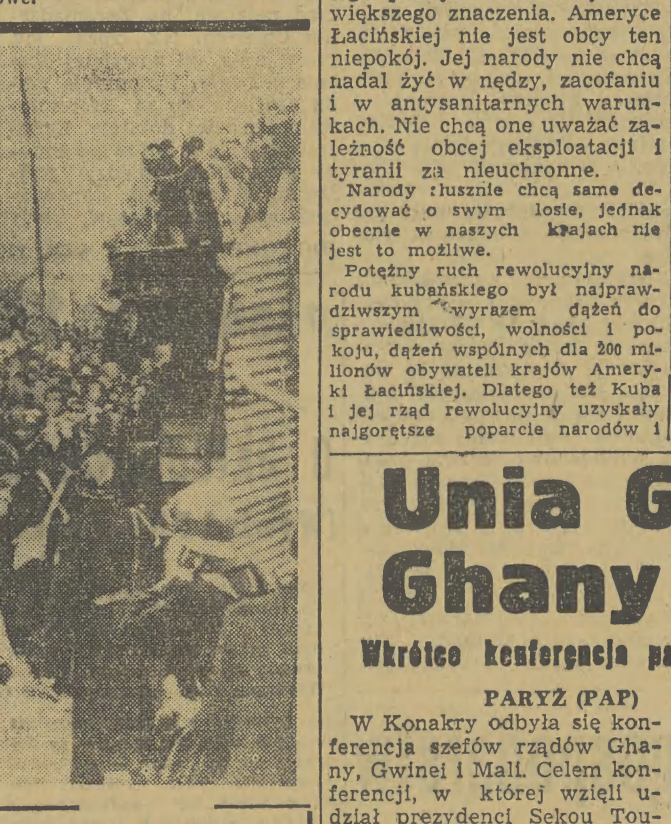 większego znaczenia. Ameryce
Łacińskiej nie jest obcy ten
niepokój. Jej narody nie chcą
nadal żyć w nędzy, zacofaniu
i w antysanitarnych warun-
kach. Nie chcą one uważać za-
leżność obcej eksploatacji i
tyranii za nieuchronne.
Narody słusznie chcą same de-
cydować o swym losie, jednak
obecnie w naszych krajach nie
jest to możliwe.
Potężny ruch rewolucyjny na-
rodu kubańskiego był najpraw-
dziwszym wyrazem dążeń do
sprawiedliwości, wolności i po-
koju, dążeń wspólnych dla 200 mi-
lionów obywateli krajów Amery-
ki Łacińskiej. Dlatego też Kuba
i jej rząd rewolucyjny uzyskały
najgorętsze poparcie narodów i
Unia G
Ghany
Wkrótce konferencja pa
PARYŻ (PAP)
W Konakry odbyła się kon-
ferencja szefów rządów Gha-
ny, Gwinei i Mali. Celem kon-
ferencji, w której wzięli u-
dział prezydenci Sekou Tou-